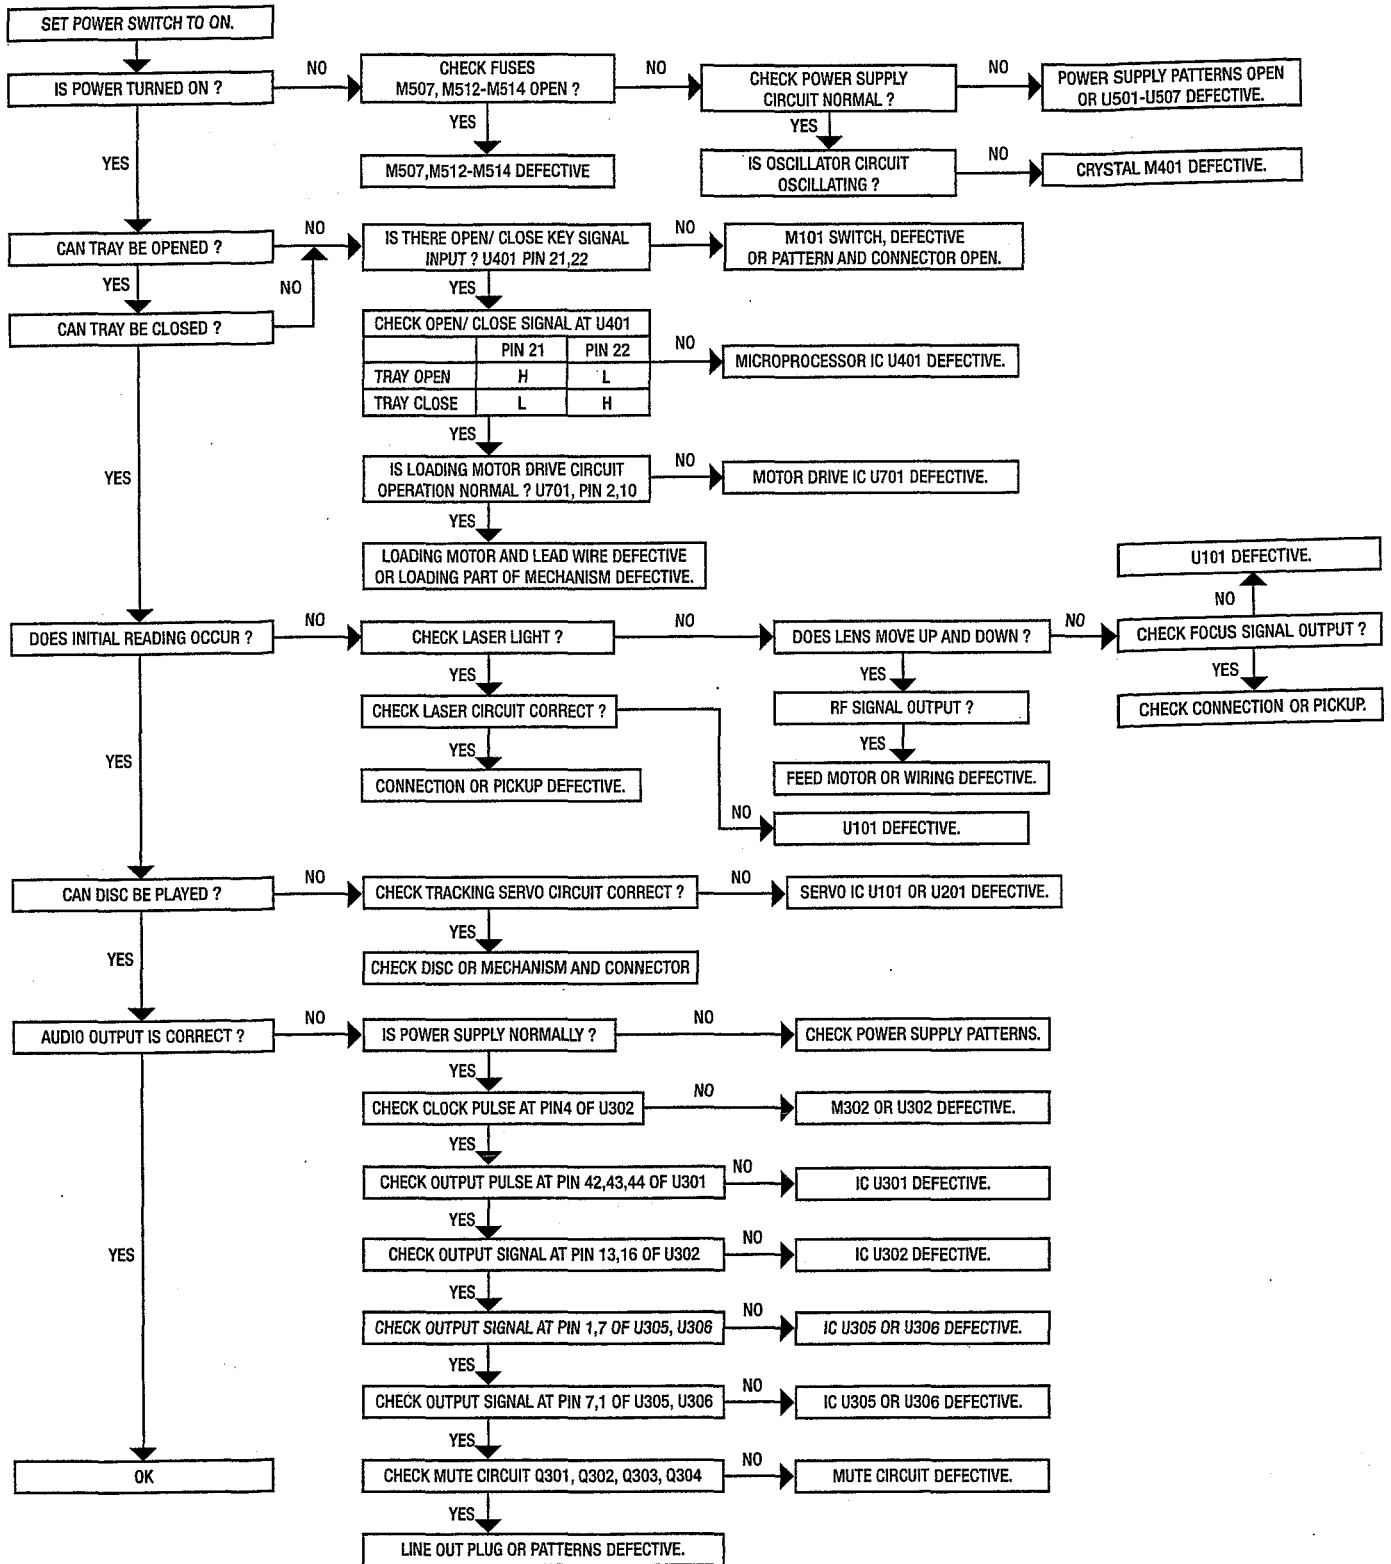 SET POWER SWITCH TO ON.
IS POWER TURNED ON ?
NO
CHECK FUSES
M507, M512-M514 OPEN ?
NO
CHECK POWER SUPPLY
CIRCUIT NORMAL ?
NO
POWER SUPPLY PATTERNS OPEN
OR U501-U507 DEFECTIVE.
YES
YES
YES
M507,M512-M514 DEFECTIVE
IS OSCILLATOR CIRCUIT
OSCILLATING ?
NO
CRYSTAL M401 DEFECTIVE.
CAN TRAY BE OPENED ?
NO
IS THERE OPEN/ CLOSE KEY SIGNAL
INPUT ? U401 PIN 21,22
NO
M101 SWITCH, DEFECTIVE
OR PATTERN AND CONNECTOR OPEN.
YES
NO
YES
CAN TRAY BE CLOSED ?
CHECK OPEN/ CLOSE SIGNAL AT U401
PIN 21 PIN 22
TRAY OPEN H L
TRAY CLOSE L H
NO
MICROPROCESSOR IC U401 DEFECTIVE.
YES
YES
IS LOADING MOTOR DRIVE CIRCUIT
OPERATION NORMAL ? U701, PIN 2,10
NO
MOTOR DRIVE IC U701 DEFECTIVE.
YES
LOADING MOTOR AND LEAD WIRE DEFECTIVE
OR LOADING PART OF MECHANISM DEFECTIVE.
U101 DEFECTIVE.
NO
DOES INITIAL READING OCCUR ?
NO
CHECK LASER LIGHT ?
NO
DOES LENS MOVE UP AND DOWN ?
NO
CHECK FOCUS SIGNAL OUTPUT ?
YES
YES
YES
CHECK LASER CIRCUIT CORRECT ?
RF SIGNAL OUTPUT ?
CHECK CONNECTION OR PICKUP.
YES
YES
YES
CONNECTION OR PICKUP DEFECTIVE.
FEED MOTOR OR WIRING DEFECTIVE.
NO
U101 DEFECTIVE.
CAN DISC BE PLAYED ?
NO
CHECK TRACKING SERVO CIRCUIT CORRECT ?
NO
SERVO IC U101 OR U201 DEFECTIVE.
YES
YES
CHECK DISC OR MECHANISM AND CONNECTOR
AUDIO OUTPUT IS CORRECT ?
NO
IS POWER SUPPLY NORMALLY ?
NO
CHECK POWER SUPPLY PATTERNS.
YES
CHECK CLOCK PULSE AT PIN4 OF U302
NO
M302 OR U302 DEFECTIVE.
YES
CHECK OUTPUT PULSE AT PIN 42,43,44 OF U301
NO
IC U301 DEFECTIVE.
YES
YES
CHECK OUTPUT SIGNAL AT PIN 13,16 OF U302
NO
IC U302 DEFECTIVE.
YES
CHECK OUTPUT SIGNAL AT PIN 1,7 OF U305, U306
NO
IC U305 OR U306 DEFECTIVE.
YES
CHECK OUTPUT SIGNAL AT PIN 7,1 OF U305, U306
NO
IC U305 OR U306 DEFECTIVE.
YES
OK
CHECK MUTE CIRCUIT Q301, Q302, Q303, Q304
NO
MUTE CIRCUIT DEFECTIVE.
YES
LINE OUT PLUG OR PATTERNS DEFECTIVE.